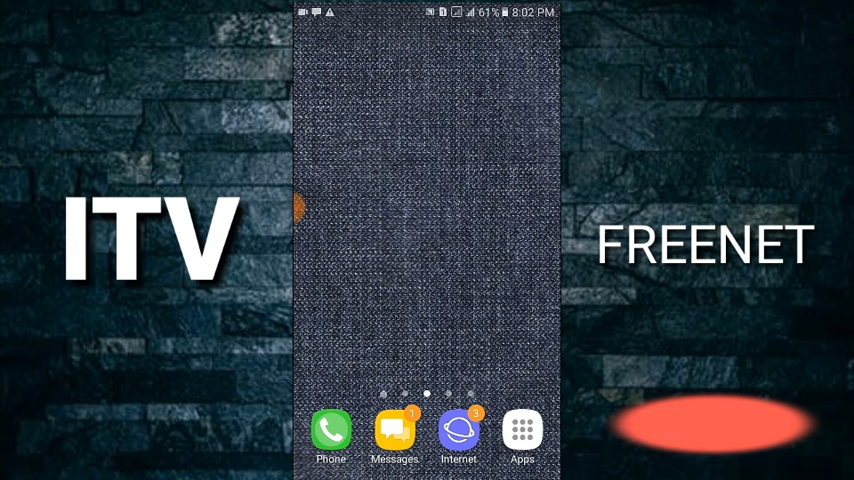 61% 8:02 PM
ITV
FREENET
1
3
Phone
Messages
Internet
Apps